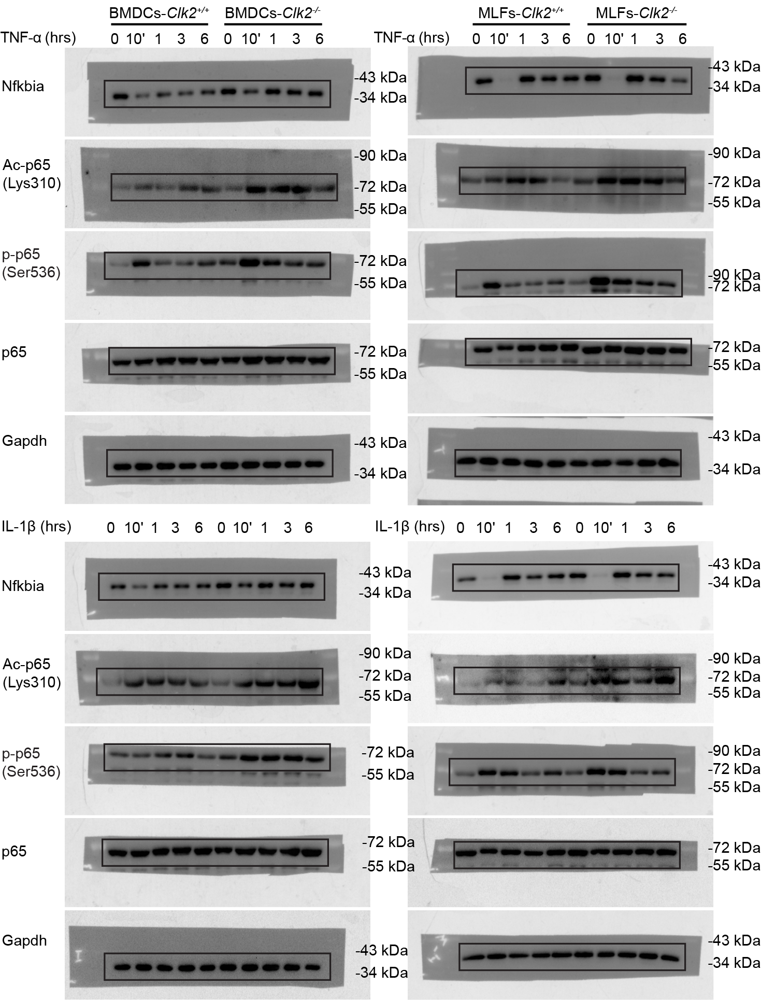 BMDCs-Clk2+/+ BMDCs-Clk2-/- MLFs-Clk2+/+ MLFs-Clk2-/-
TNF-α (hrs) 0 10' 1 3 6 0 10' 1 3 6 TNF-α (hrs) 0 10' 1 3 6 0 10' 1 3 6
Nfkbia -43 kDa -43 kDa
-34 kDa -34 kDa
Ac-p65 -90 kDa -90 kDa
(Lys310) -72 kDa -72 kDa
-55 kDa -55 kDa
p-p65 -72 kDa -90 kDa
(Ser536) -55 kDa -72 kDa
p65 -72 kDa -72 kDa
-55 kDa -55 kDa
Gapdh -43 kDa -43 kDa
-34 kDa -34 kDa
IL-1β (hrs) 0 10' 1 3 6 0 10' 1 3 6 IL-1β (hrs) 0 10' 1 3 6 0 10' 1 3 6
Nfkbia -43 kDa -43 kDa
-34 kDa -34 kDa
Ac-p65 -90 kDa -90 kDa
(Lys310) -72 kDa -72 kDa
-55 kDa -55 kDa
p-p65 -72 kDa -90 kDa
(Ser536) -55 kDa -72 kDa
-55 kDa
p65 -72 kDa -72 kDa
-55 kDa -55 kDa
Gapdh -43 kDa -43 kDa
-34 kDa -34 kDa